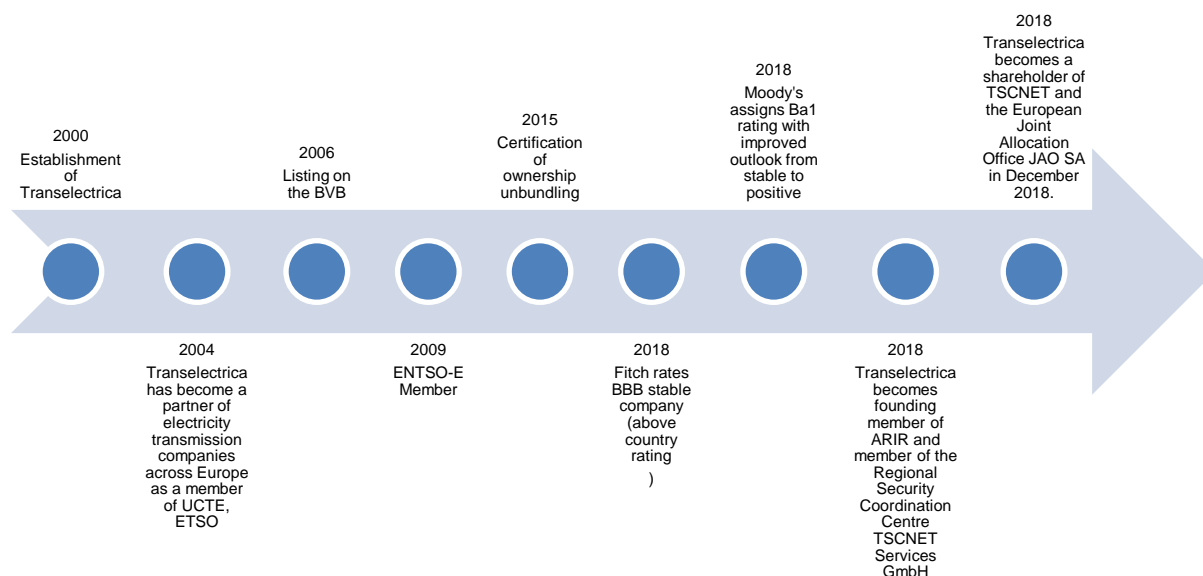 2000
Establishment
of
Transelectrica
2004
Transelectrica
has become a
partner of
electricity
transmission
companies
across Europe
as a member
of UCTE,
ETSO
2006
Listing on
the BVB
2009
ENTSO-E
Member
2015
Certification
of
ownership
unbundling
2018
Fitch rates
BBB stable
company
(above
country
rating
)
2018
Moody's
assigns Ba1
rating with
improved
outlook from
stable to
positive
2018
Transelectrica
becomes
founding
member of
ARIR and
member of the
Regional
Security
Coordination
Centre
TSCNET
Services
GmbH
2018
Transelectrica
becomes a
shareholder of
TSCNET and
the European
Joint
Allocation
Office JAO SA
in December
2018.